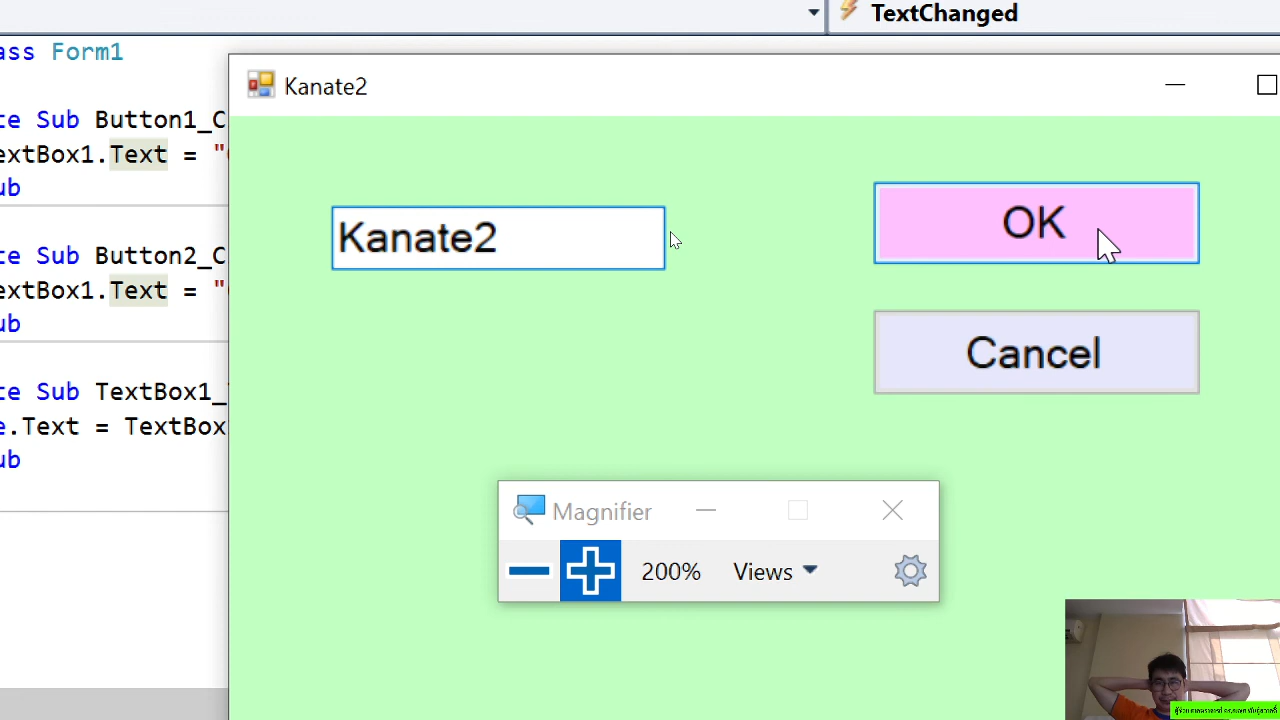 TextChanged
ass Form1
Kanate2
te Sub Button1_C
extBox1.Text = "
ub
Kanate2
OK
te Sub Button2_C
extBox1.Text = "
ub
Cancel
te Sub TextBox1_
e.Text = TextBox
ub
Magnifier
200% Views